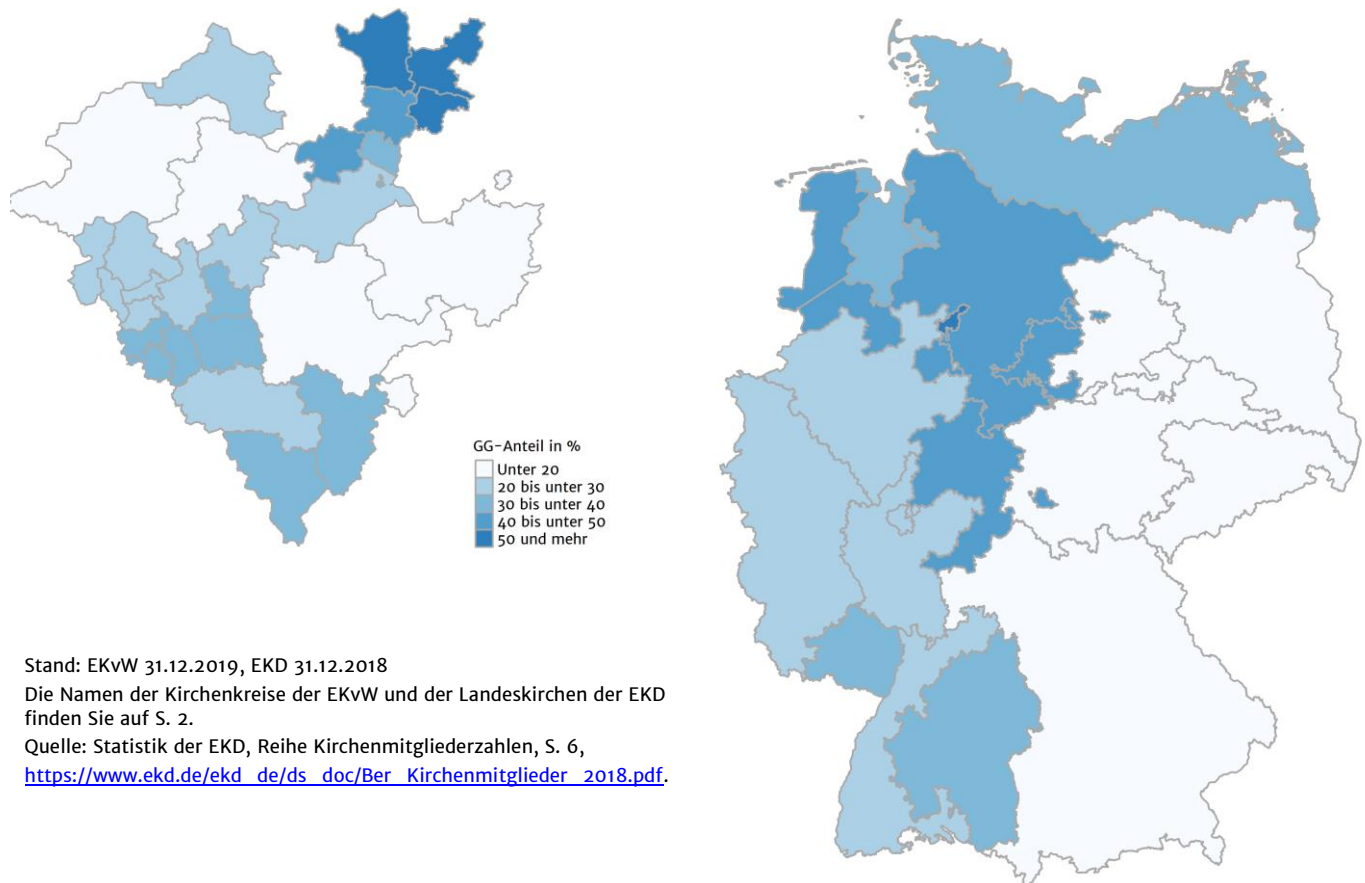 GG-Anteil in %
Unter 20
20 bis unter 30
30 bis unter 40
40 bis unter 50
50 und mehr
Stand: EKvW 31.12.2019, EKD 31.12.2018
Die Namen der Kirchenkreise der EKvW und der Landeskirchen der EKD
finden Sie auf S. 2.
Quelle: Statistik der EKD, Reihe Kirchenmitgliederzahlen, S. 6,
https://www.ekd.de/ekd_de/ds_doc/Ber_Kirchenmitglieder_2018.pdf.